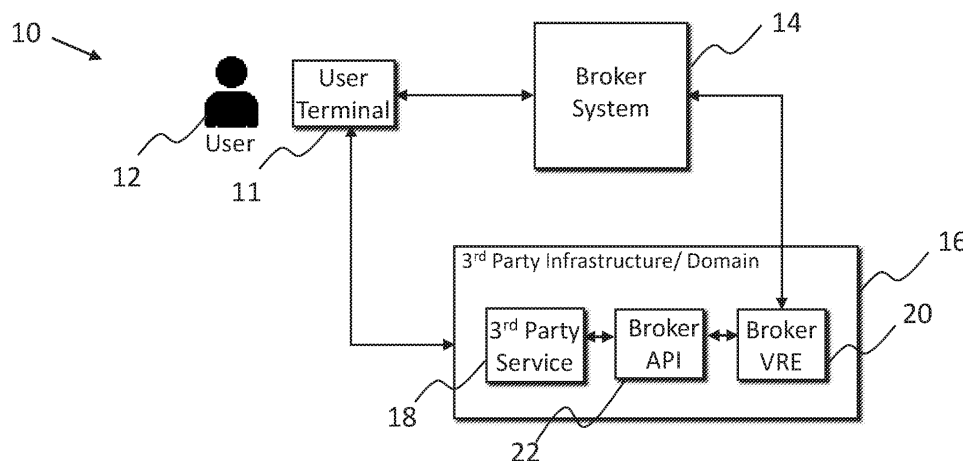 10
User
Terminal
Broker
System
14
12
User
11
3rd Party Infrastructure/ Domain
16
3rd Party
Service
Broker
API
Broker
VRE
20
18
22